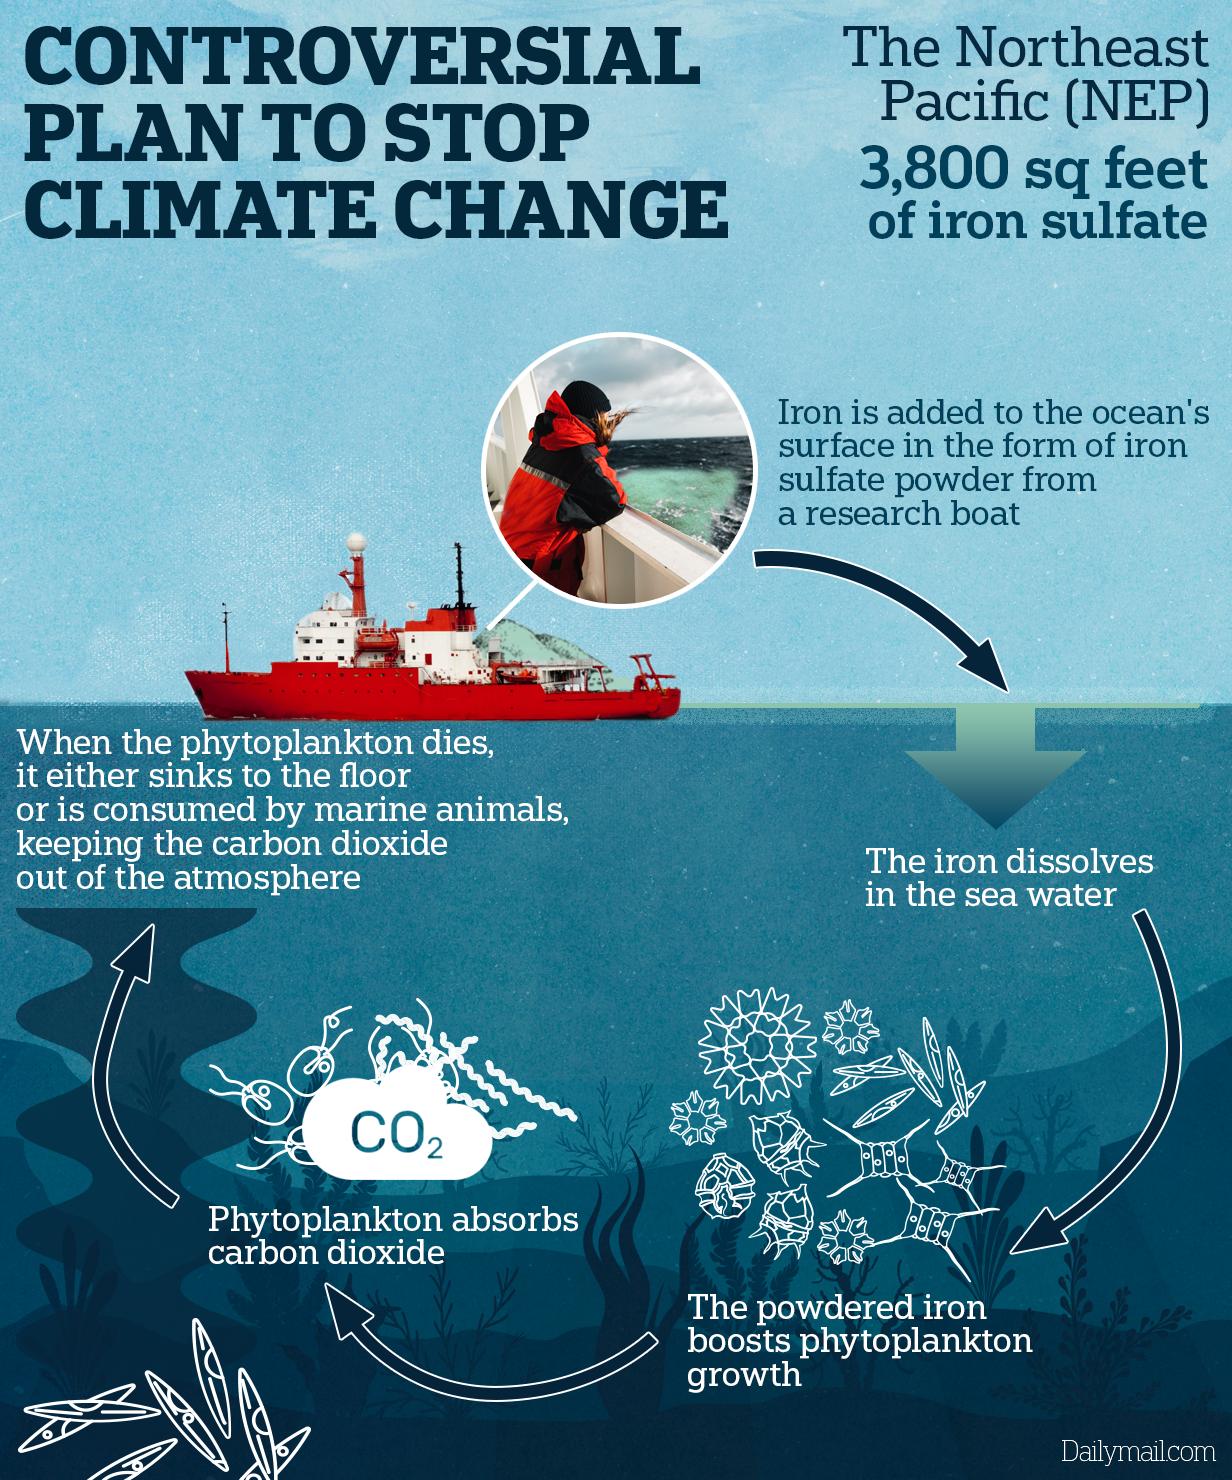 CONTROVERSIAL
PLAN TO STOP
CLIMATE CHANGE
The Northeast
Pacific (NEP)
3,800 sq feet
of iron sulfate
Iron is added to the ocean's
surface in the form of iron
sulfate powder from
a research boat
The iron dissolves
in the sea water
The powdered iron
boosts phytoplankton
growth
CO₂
Phytoplankton absorbs
carbon dioxide
When the phytoplankton dies,
it either sinks to the floor
or is consumed by marine animals,
keeping the carbon dioxide
out of the atmosphere
Dailymail.com